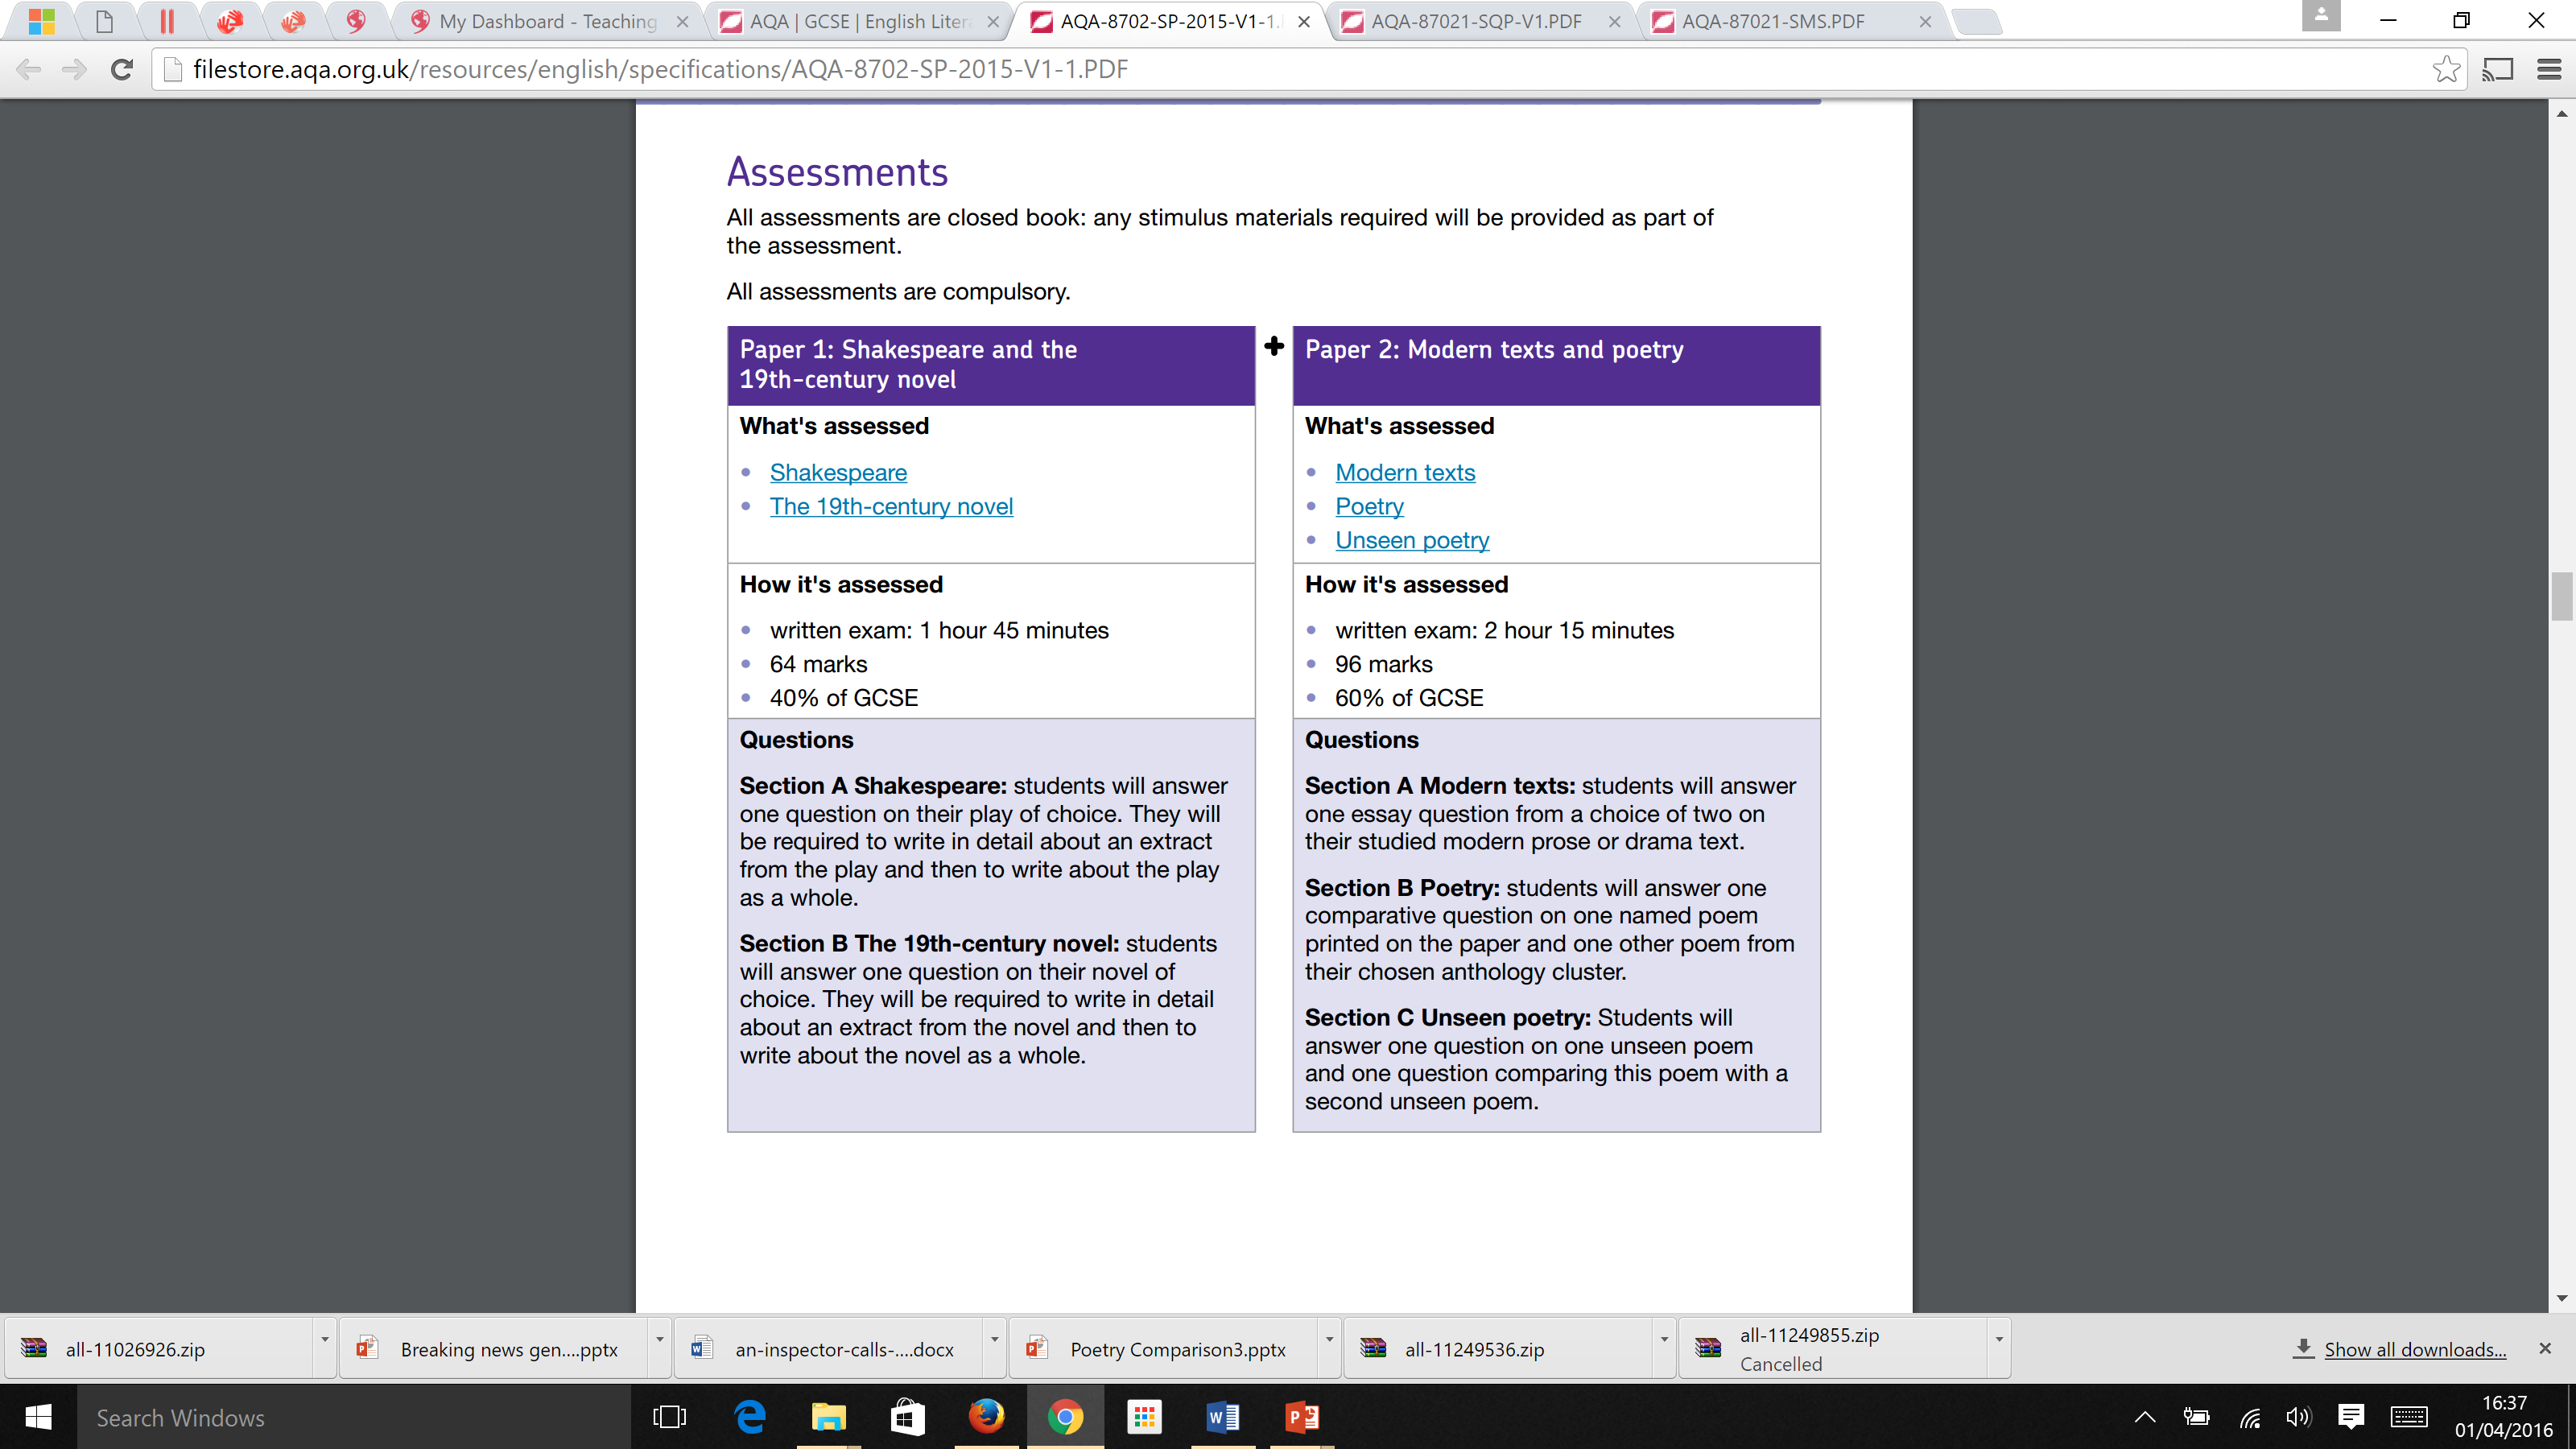 My Dashboard - Teaching
AQA | GCSE | English Litera
AQA-8702-SP-2015-V1-1.
AQA-87021-SQP-V1.PDF
AQA-87021-SMS.PDF
filestore.aqa.org.uk/resources/english/specifications/AQA-8702-SP-2015-V1-1.PDF
Assessments
All assessments are closed book: any stimulus materials required will be provided as part of
the assessment.
All assessments are compulsory.
Paper 1: Shakespeare and the
19th-century novel
What's assessed
• Shakespeare
• The 19th-century novel
How it's assessed
• written exam: 1 hour 45 minutes
• 64 marks
• 40% of GCSE
Questions
Section A Shakespeare: students will answer
one question on their play of choice. They will
be required to write in detail about an extract
from the play and then to write about the play
as a whole.
Section B The 19th-century novel: students
will answer one question on their novel of
choice. They will be required to write in detail
about an extract from the novel and then to
write about the novel as a whole.
+
Paper 2: Modern texts and poetry
What's assessed
• Modern texts
• Poetry
• Unseen poetry
How it's assessed
• written exam: 2 hour 15 minutes
• 96 marks
• 60% of GCSE
Questions
Section A Modern texts: students will answer
one essay question from a choice of two on
their studied modern prose or drama text.
Section B Poetry: students will answer one
comparative question on one named poem
printed on the paper and one other poem from
their chosen anthology cluster.
Section C Unseen poetry: Students will
answer one question on one unseen poem
and one question comparing this poem with a
second unseen poem.
all-11026926.zip
Breaking news gen....pptx
an-inspector-calls-....docx
Poetry Comparison3.pptx
all-11249536.zip
all-11249855.zip
Cancelled
Show all downloads...
Search Windows
16:37
01/04/2016